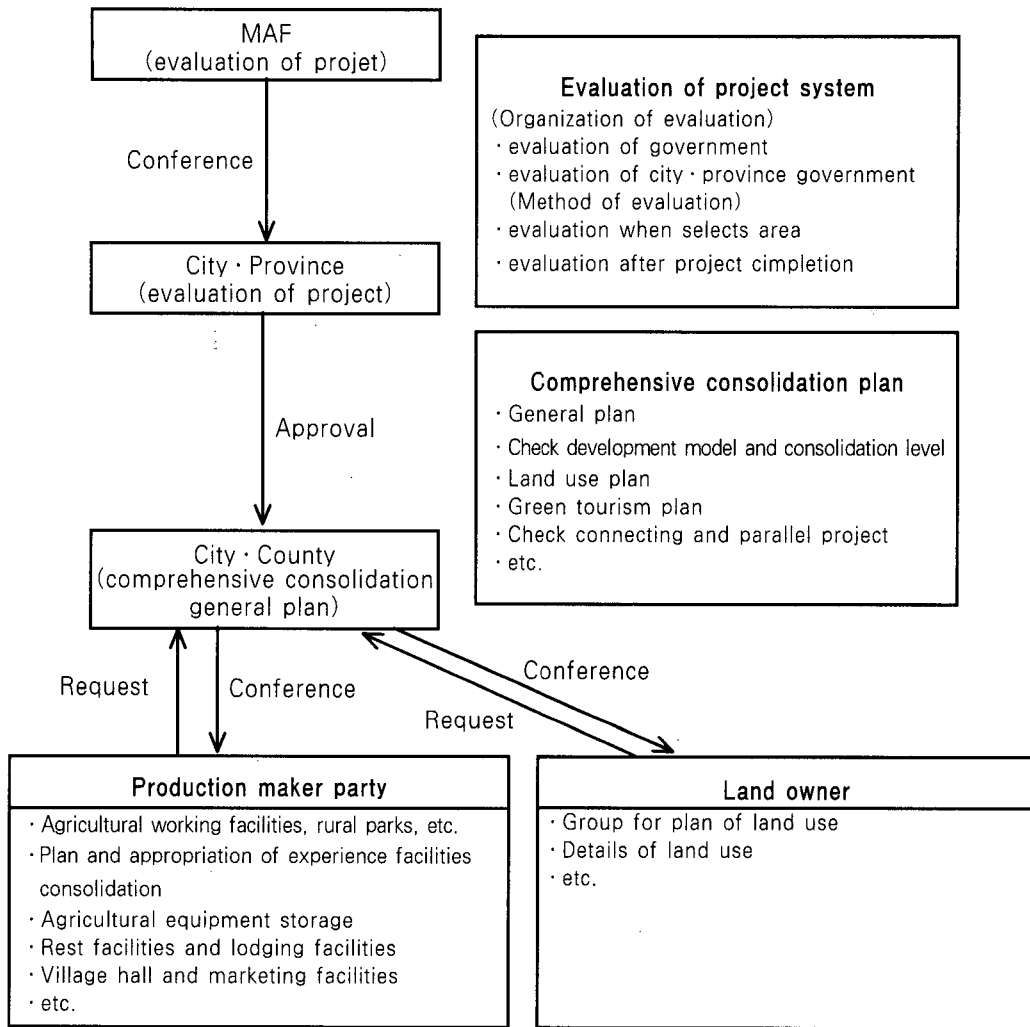 MAF
(evaluation of projet)
Conference
City · Province
(evaluation of project)
Approval
City · County
(comprehensive consolidation
general plan)
Request
Conference
Conference
Request
Evaluation of project system
(Organization of evaluation)
· evaluation of government
· evaluation of city · province government
(Method of evaluation)
· evaluation when selects area
· evaluation after project cimpletion
Comprehensive consolidation plan
· General plan
· Check development model and consolidation level
· Land use plan
· Green tourism plan
· Check connecting and parallel project
· etc.
Production maker party
· Agricultural working facilities, rural parks, etc.
· Plan and appropriation of experience facilities
consolidation
· Agricultural equipment storage
· Rest facilities and lodging facilities
· Village hall and marketing facilities
· etc.
Land owner
· Group for plan of land use
· Details of land use
· etc.